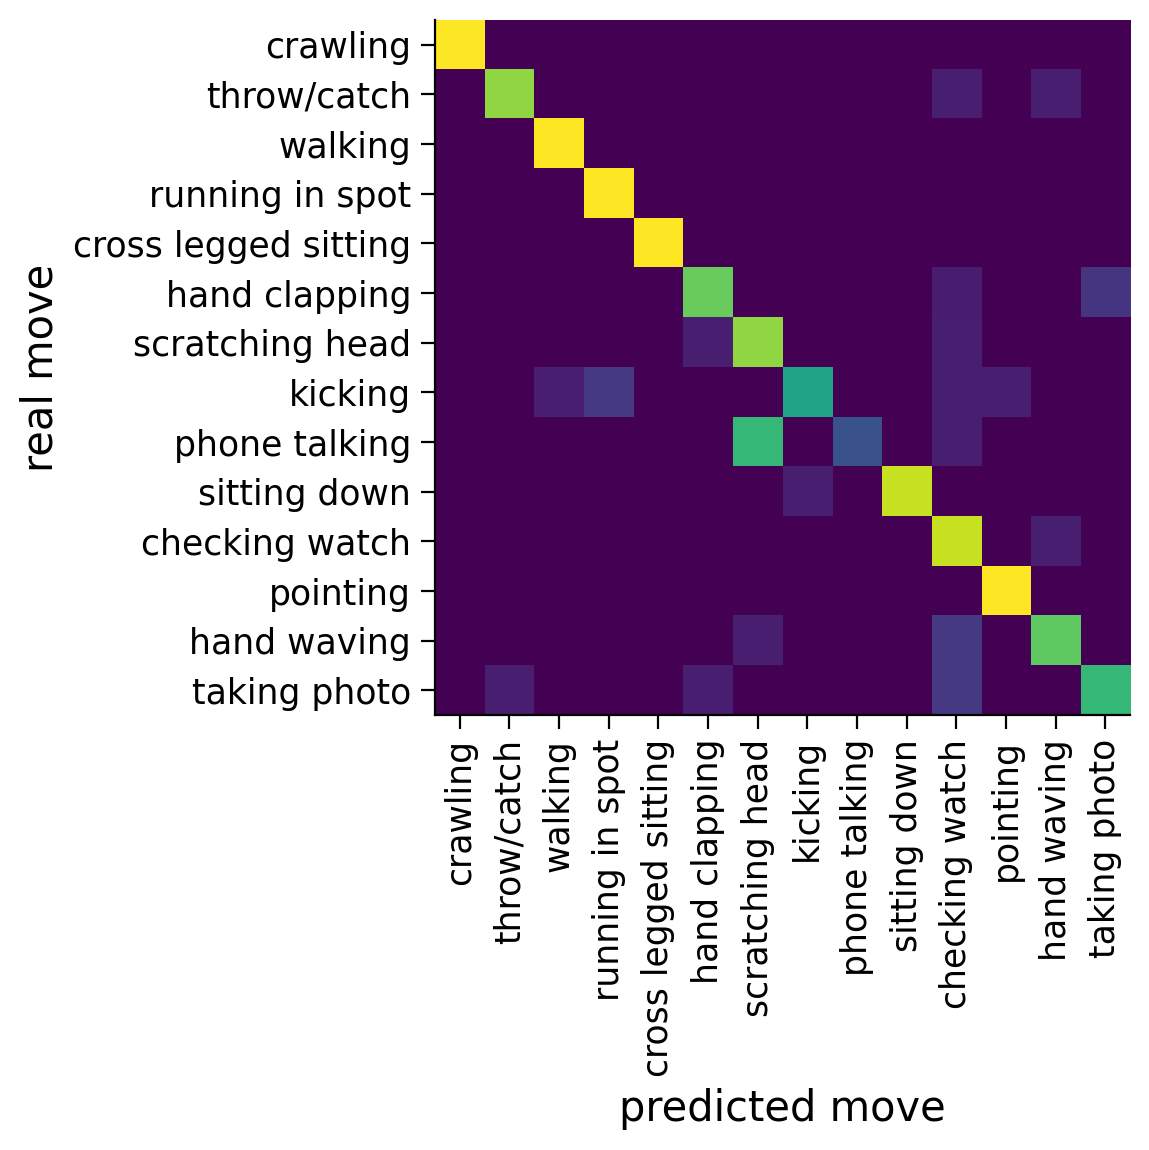 crawling
throw/catch
walking
running in spot
cross legged sitting
hand clapping
scratching head
kicking
phone talking
sitting down
checking watch
pointing
hand waving
taking photo
real move
crawling
throw/catch
walking
running in spot
cross legged sitting
hand clapping
scratching head
kicking
phone talking
sitting down
checking watch
pointing
hand waving
taking photo
predicted move